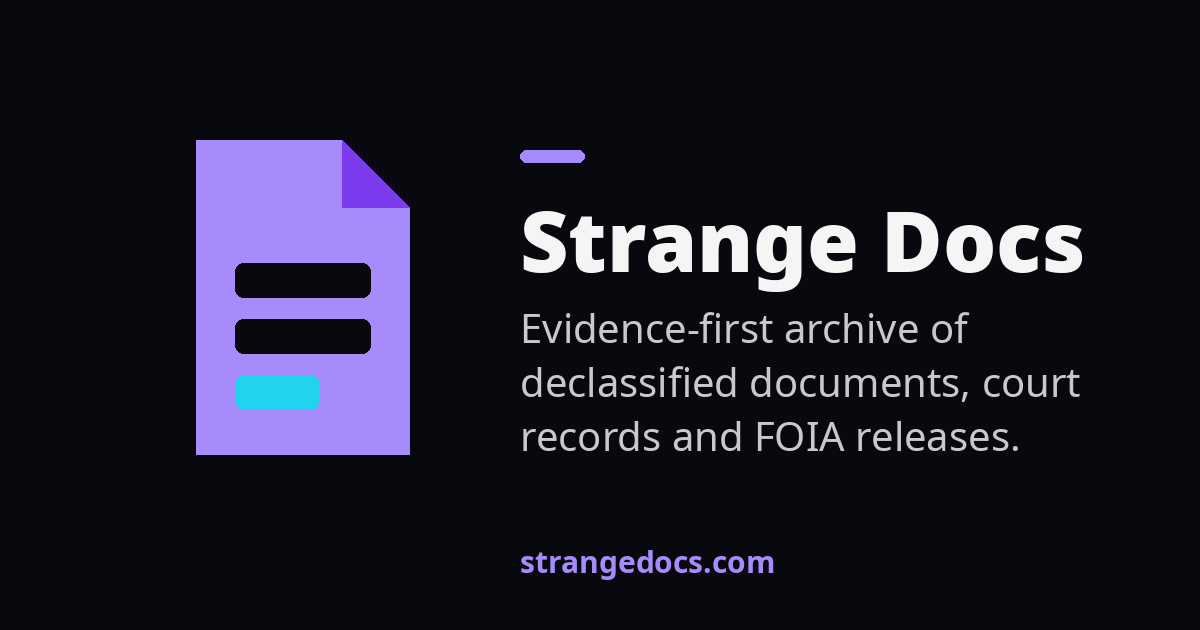 Strange Docs
Evidence-first archive of
declassified documents, court
records and FOIA releases.
strangedocs.com